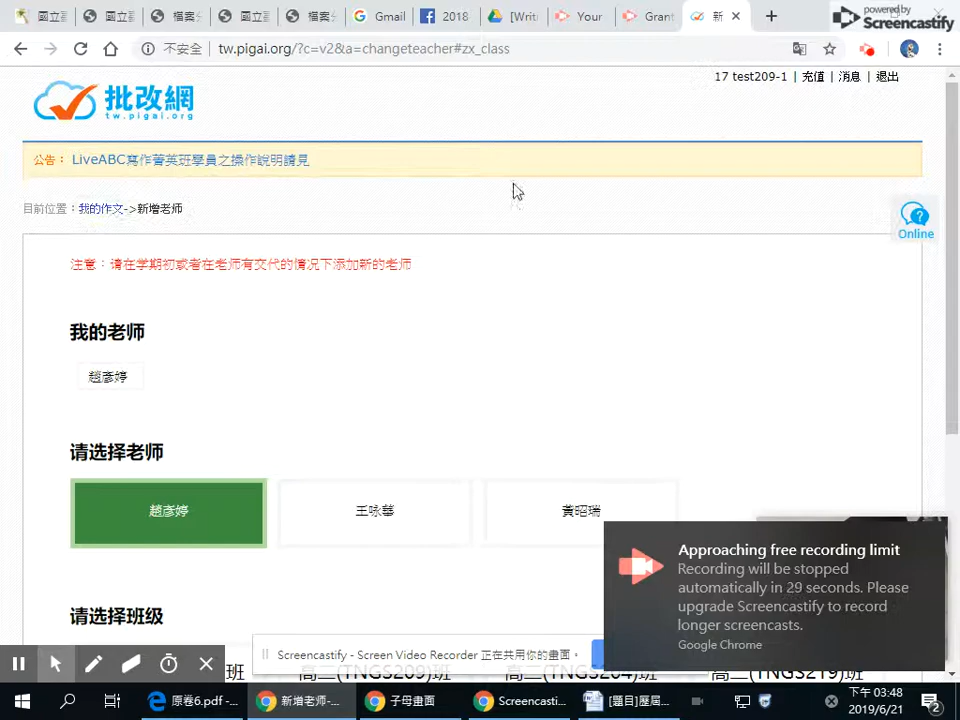 國立
國立
檔案分
國立
檔案分
Gmail
2018
[Writ
Your
Grant
新
powered by
Screencastify
不安全
tw.pigai.org/?c=v2&a=changeteacher#zx_class
17 test209-1 | 充值 | 消息 | 退出
批改網
tw.pigai.org
公告： LiveABC寫作菁英班學員之操作說明請見
目前位置：我的作文->新增老师
Online
注意：请在学期初或者在老师有交代的情况下添加新的老师
我的老师
趙彥婷
请选择老师
趙彥婷
王咏華
黃昭瑞
Approaching free recording limit
Recording will be stopped
automatically in 29 seconds. Please
upgrade Screencastify to record
longer screencasts.
Google Chrome
请选择班级
Screencastify - Screen Video Recorder 正在共用你的畫面。
班
高二(TNGS209)班
高二(TNGS204)班
高三(TNGS219)班
原卷6.pdf -...
新增老师-...
子母畫面
Screencasti...
[題目]歷屆...
下午 03:48
2019/6/21
2